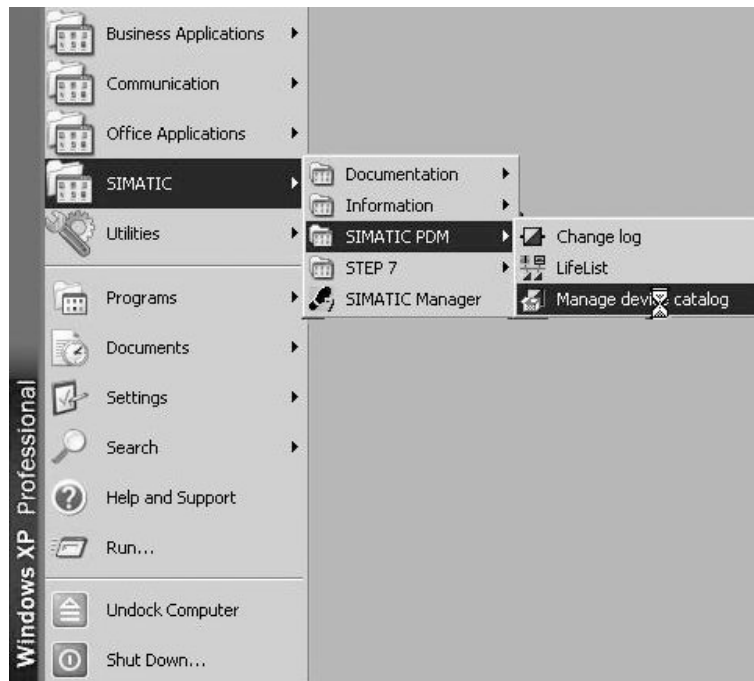 Business Applications
Communication
Office Applications
SIMATIC
Utilities
Programs
Documents
Settings
Search
Help and Support
Run...
Undock Computer
Shut Down...
Windows XP Professional
Documentation
Information
SIMATIC PDM
STEP 7
SIMATIC Manager
Change log
LifeList
Manage device catalog